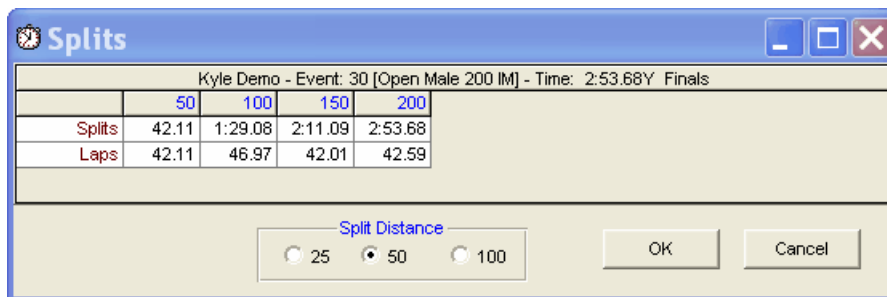 Splits
Kyle Demo - Event: 30 [Open Male 200 IM] - Time: 2:53.68Y Finals
50 100 150 200
Splits 42.11 1:29.08 2:11.09 2:53.68
Laps 42.11 46.97 42.01 42.59
Split Distance
25 50 100
OK Cancel